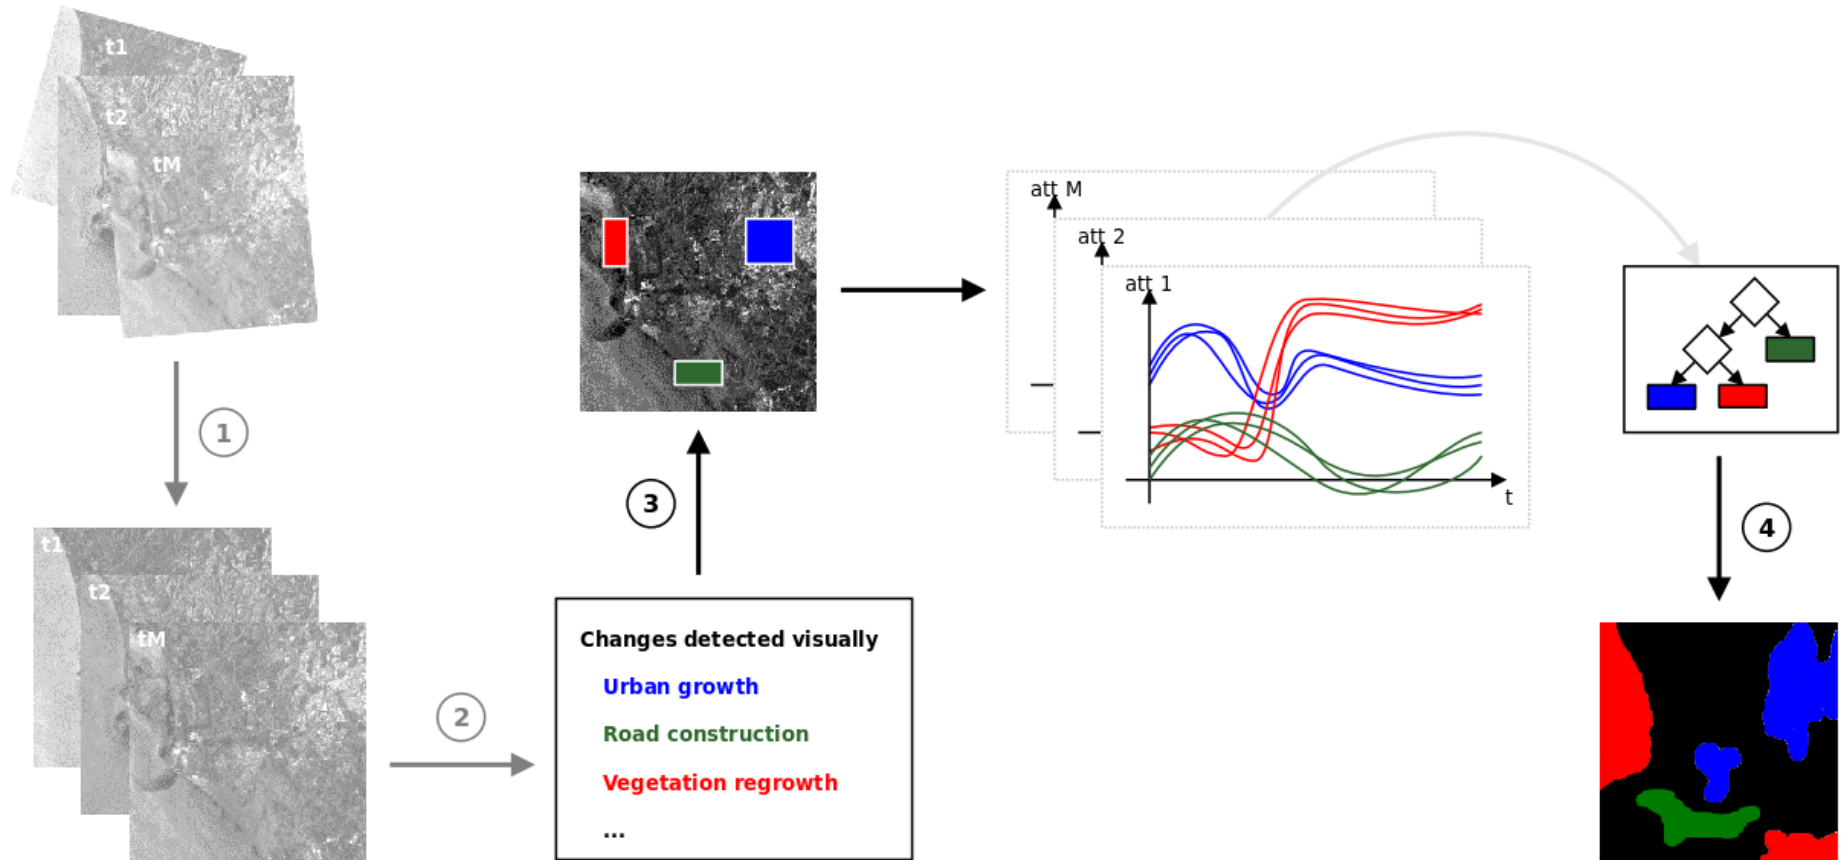 t1
t2
tM
1
t1
t2
tM
2
Changes detected visually
Urban growth
Road construction
Vegetation regrowth
...
3
att M
att 2
att 1
t
4